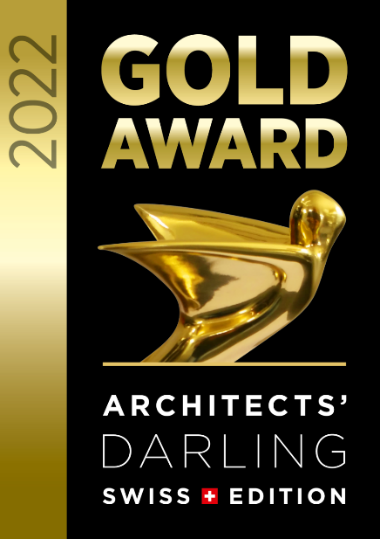 2022
GOLD
AWARD
ARCHITECTS’
DARLING
SWISS EDITION